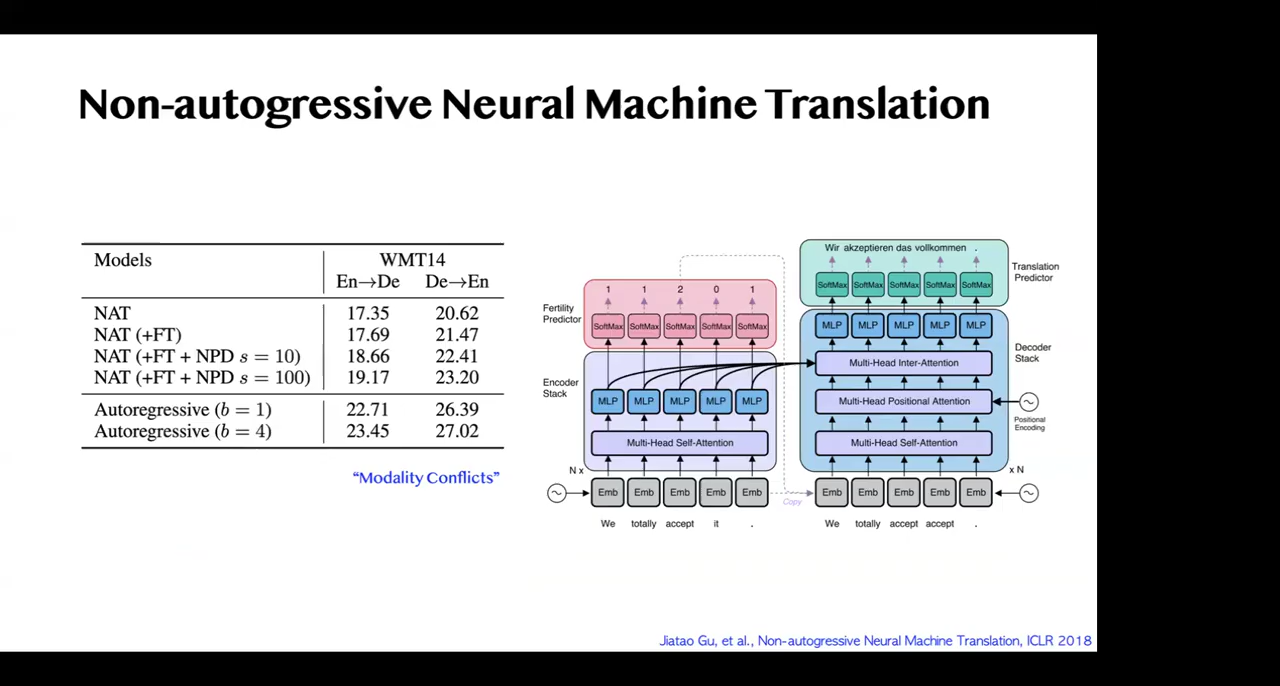 Non-autogressive Neural Machine Translation
Models WMT14
En→De De→En
NAT 17.35 20.62
NAT (+FT) 17.69 21.47
NAT (+FT + NPD s = 10) 18.66 22.41
NAT (+FT + NPD s = 100) 19.17 23.20
Autoregressive (b = 1) 22.71 26.39
Autoregressive (b = 4) 23.45 27.02
“Modality Conflicts”
Fertility
Predictor
1 1 2 0 1
SoftMax SoftMax SoftMax SoftMax SoftMax
Encoder
Stack
MLP MLP MLP MLP MLP
Multi-Head Self-Attention
N x
Emb Emb Emb Emb Emb
We totally accept it .
Copy
Wir akzeptieren das vollkommen .
Translation
Predictor
SoftMax SoftMax SoftMax SoftMax SoftMax
MLP MLP MLP MLP MLP
Decoder
Stack
Multi-Head Inter-Attention
Multi-Head Positional Attention
Positional
Encoding
Multi-Head Self-Attention
x N
Emb Emb Emb Emb Emb
We totally accept accept .
Jiatao Gu, et al., Non-autogressive Neural Machine Translation, ICLR 2018